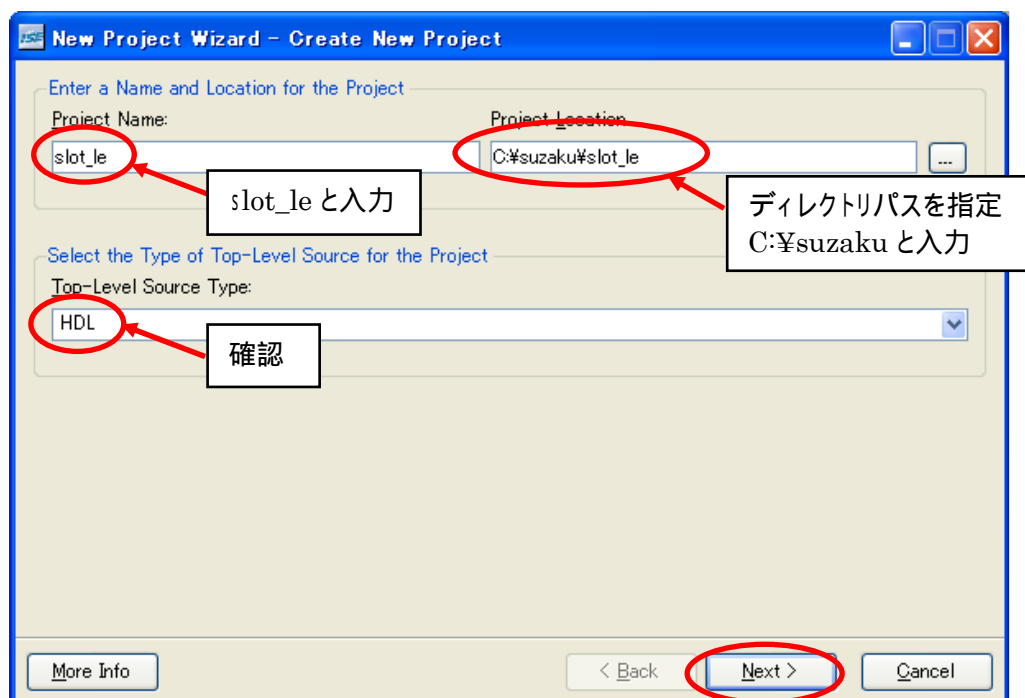 ISE New Project Wizard - Create New Project
Enter a Name and Location for the Project
Project Name:
Project Location
slot_le
C:¥suzaku¥slot_le
...
slot_le と入力
ディレクトリパスを指定
C:¥suzaku と入力
Select the Type of Top-Level Source for the Project
Top-Level Source Type:
HDL
確認
More Info
< Back
Next >
Cancel